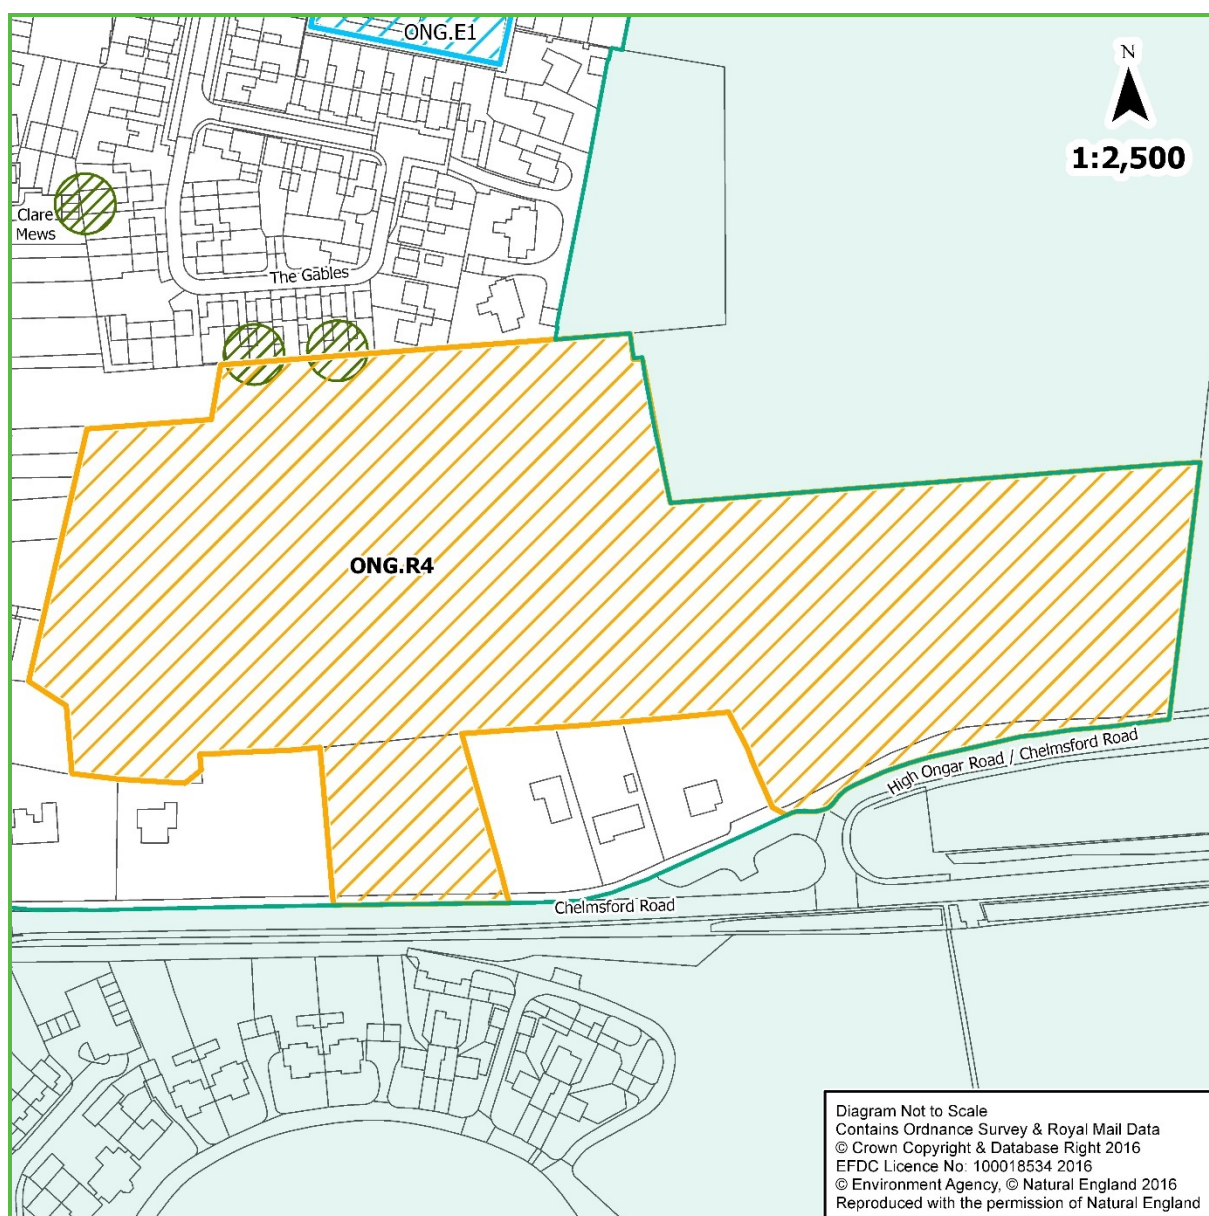 ONG.E1
N
1:2,500
Clare
Mews
The Gables
ONG.R4
High Ongar Road / Chelmsford Road
Chelmsford Road
Diagram Not to Scale
Contains Ordnance Survey & Royal Mail Data
© Crown Copyright & Database Right 2016
EFDC Licence No: 100018534 2016
© Environment Agency, © Natural England 2016
Reproduced with the permission of Natural England